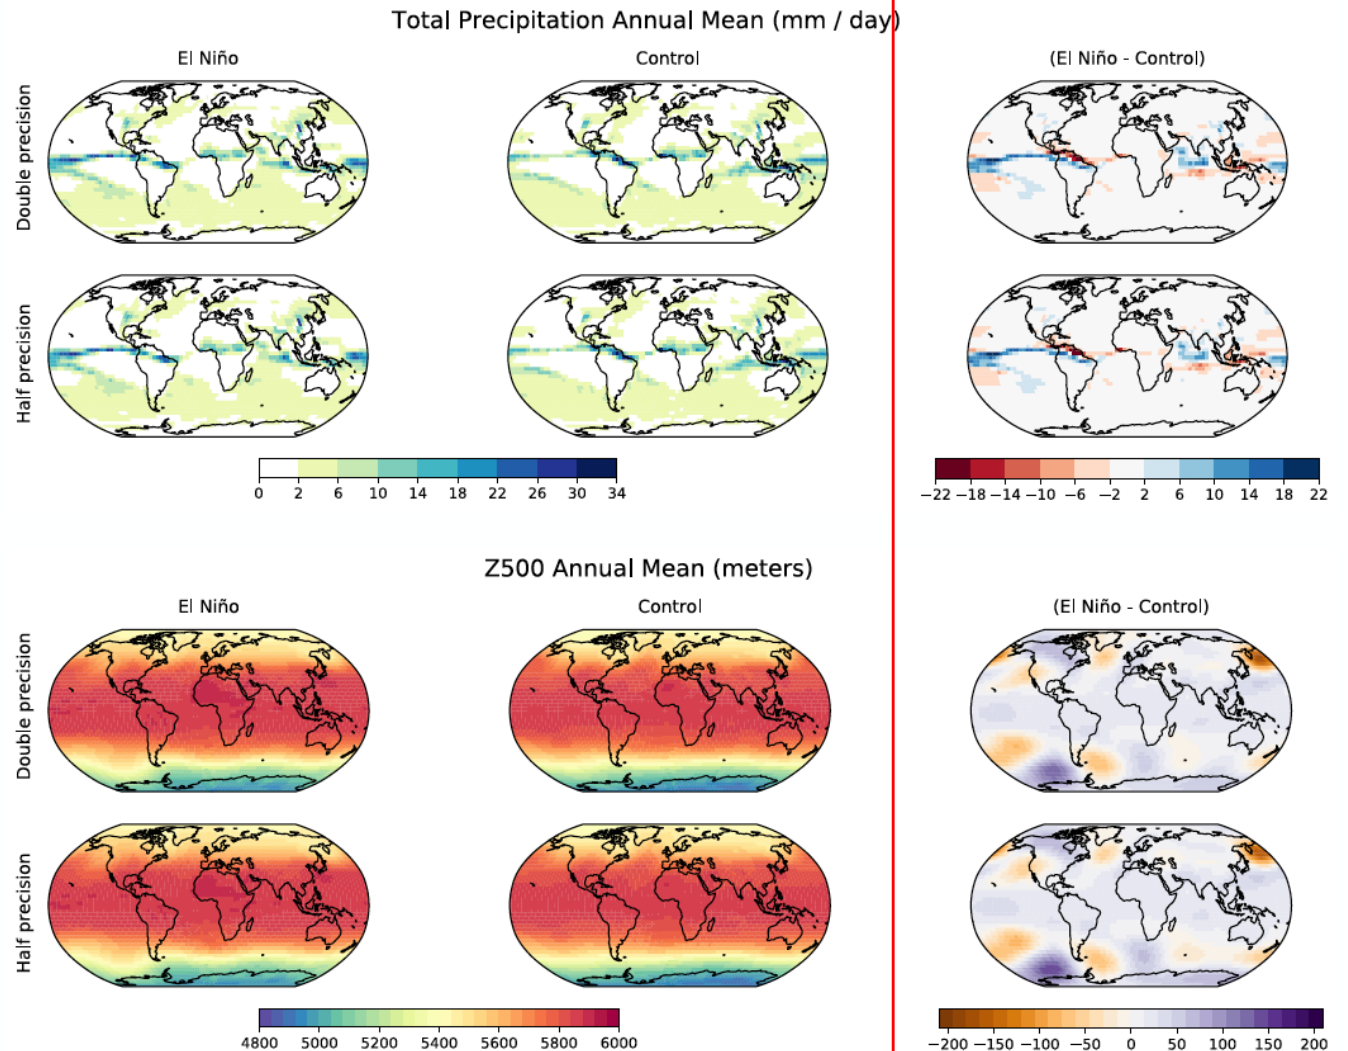 Total Precipitation Annual Mean (mm / day)
El Niño
Control
(El Niño - Control)
Double precision
Half precision
0 2 6 10 14 18 22 26 30 34
−22 −18 −14 −10 −6 −2 2 6 10 14 18 22
Z500 Annual Mean (meters)
El Niño
Control
(El Niño - Control)
Double precision
Half precision
4800 5000 5200 5400 5600 5800 6000
−200 −150 −100 −50 0 50 100 150 200